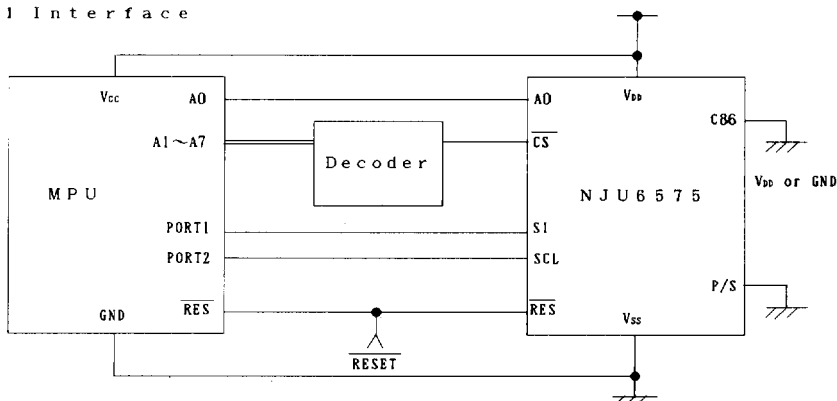 l Interface
VCC
A0
A0
VDD
C86
A1～A7
Decoder
CS
MPU
NJU6575
VDD or GND
PORT1
SI
PORT2
SCL
P/S
RES
RES
GND
VSS
RESET